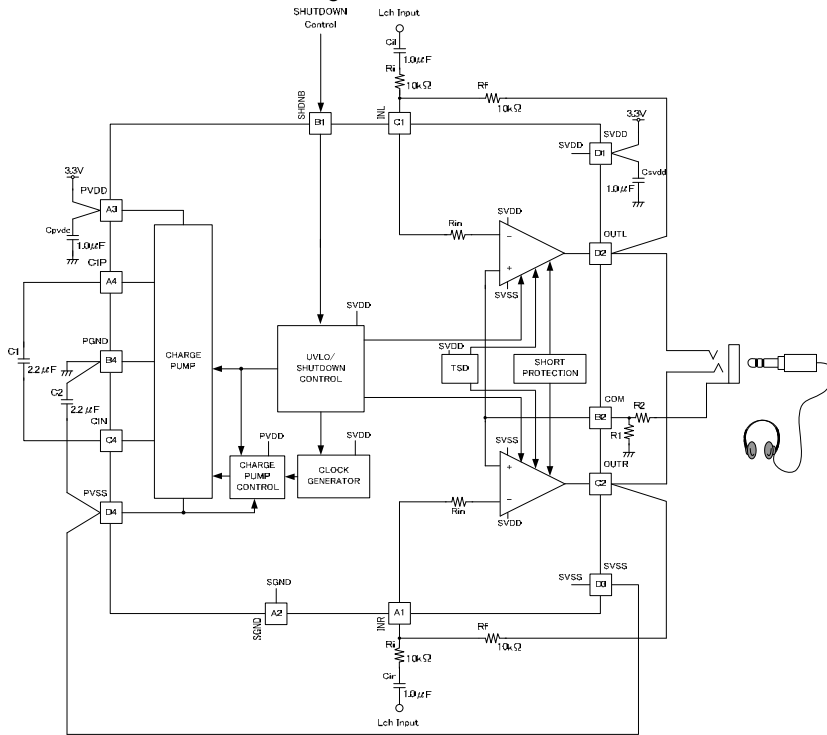 SHUTDOWN
Control
Lch Input
Cil
1.0μF
Ri
10kΩ
Rf
10kΩ
SHDNB
B1
INL
C1
SVDD
3.3V
SVDD
D1
Csvdd
1.0μF
3.3V
PVDD
A3
Cpvdd
1.0μF
C1P
A4
Rin
SVDD
-
+
SVSS
OUTL
D2
PGND
B4
C1
2.2μF
C2
2.2μF
C1N
C4
CHARGE
PUMP
UVLO/
SHUTDOWN
CONTROL
SVDD
SVDD
TSD
SHORT
PROTECTION
COM
B2
R2
R1
PVDD
SVDD
CHARGE
PUMP
CONTROL
CLOCK
GENERATOR
SVSS
+
-
SVDD
Rin
OUTR
C2
PVSS
D4
SVSS
SVSS
D3
SGND
A2
SGND
INR
A1
Rf
10kΩ
Ri
10kΩ
Cir
1.0μF
Lch Input